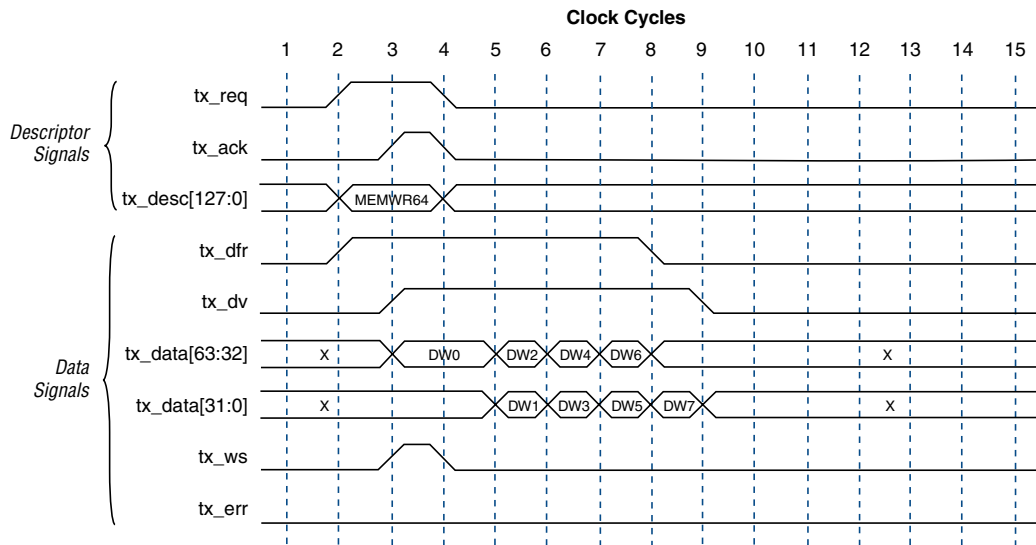 Clock Cycles
1 2 3 4 5 6 7 8 9 10 11 12 13 14 15
Descriptor
Signals
tx_req
tx_ack
tx_desc[127:0] MEMWR64
Data
Signals
tx_dfr
tx_dv
tx_data[63:32] X DW0 DW2 DW4 DW6 X
tx_data[31:0] X DW1 DW3 DW5 DW7 X
tx_ws
tx_err